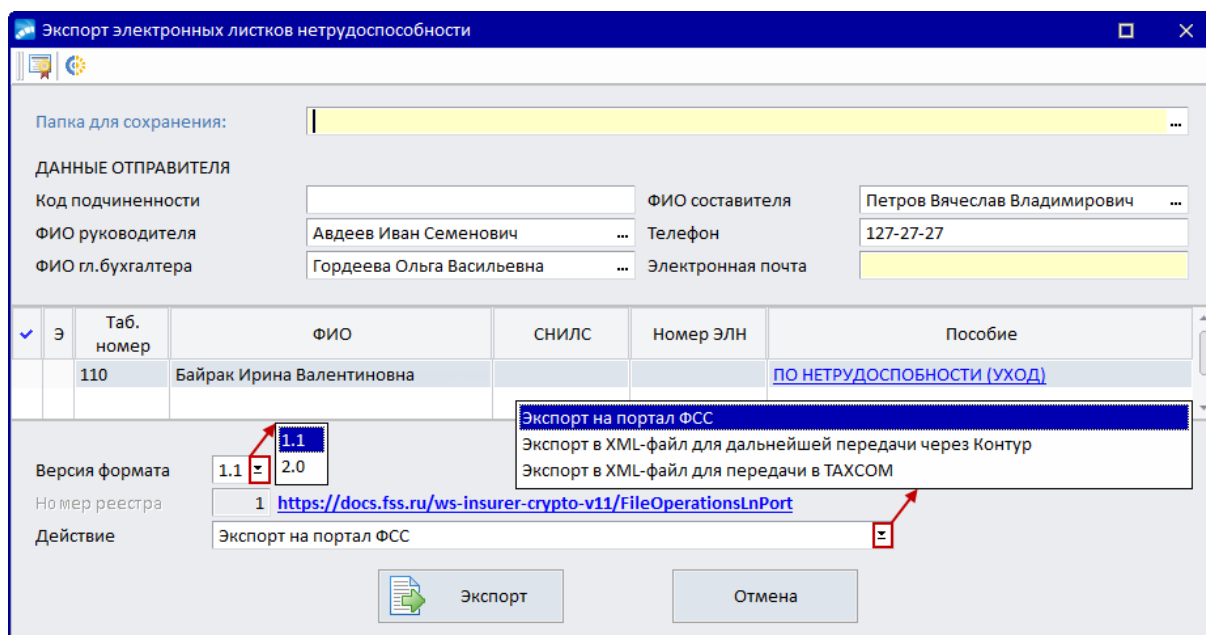 Экспорт электронных листков нетрудоспособности
Папка для сохранения: ...
ДАННЫЕ ОТПРАВИТЕЛЯ
Код подчиненности ФИО составителя Петров Вячеслав Владимирович ...
ФИО руководителя Авдеев Иван Семенович ... Телефон 127-27-27
ФИО гл.бухгалтера Гордеева Ольга Васильевна ... Электронная почта
Э Таб. номер ФИО СНИЛС Номер ЭЛН Пособие
110 Байрак Ирина Валентиновна ПО НЕТРУДОСПОБНОСТИ (УХОД)
Экспорт на портал ФСС
1.1 Экспорт в XML-файл для дальнейшей передачи через Контур
Версия формата 1.1 2.0 Экспорт в XML-файл для передачи в TAXCOM
Номер реестра 1 https://docs.fss.ru/ws-insurer-crypto-v11/FileOperationsLnPort
Действие Экспорт на портал ФСС
Экспорт Отмена